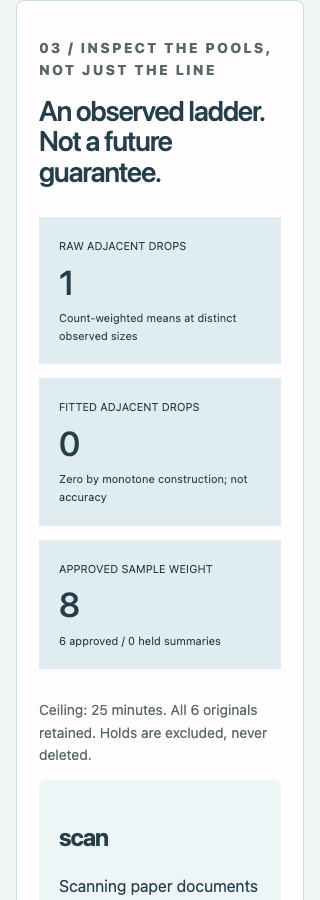 03 / INSPECT THE POOLS,
NOT JUST THE LINE
An observed ladder.
Not a future
guarantee.
RAW ADJACENT DROPS
1
Count-weighted means at distinct
observed sizes
FITTED ADJACENT DROPS
0
Zero by monotone construction; not
accuracy
APPROVED SAMPLE WEIGHT
8
6 approved / 0 held summaries
Ceiling: 25 minutes. All 6 originals
retained. Holds are excluded, never
deleted.
scan
Scanning paper documents